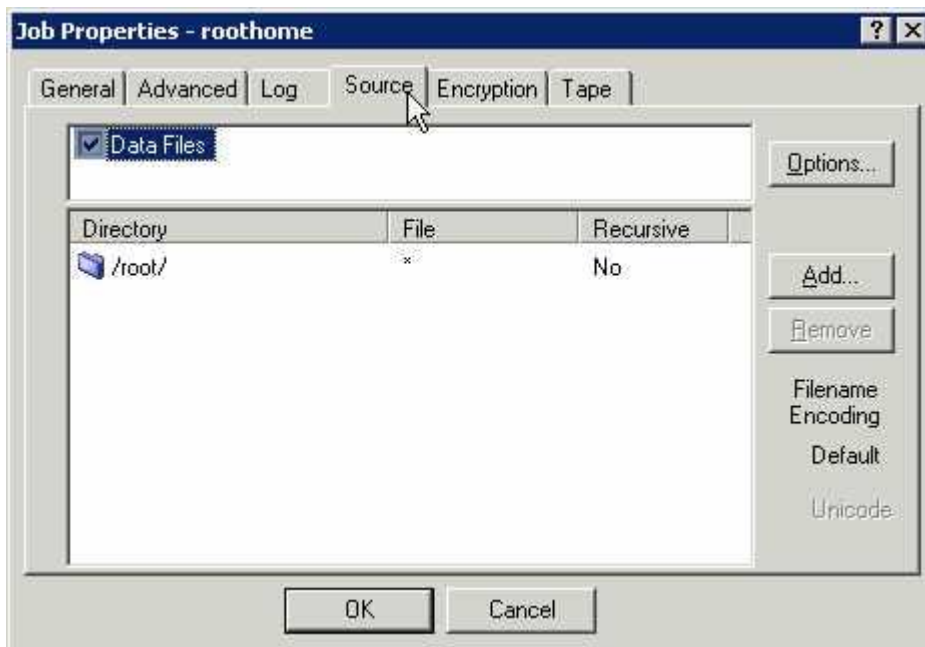 Job Properties - roothome
General Advanced Log Source Encryption Tape
Data Files
Options...
Directory File Recursive
/root/ * No
Add...
Remove
Filename
Encoding
Default
Unicode
OK Cancel